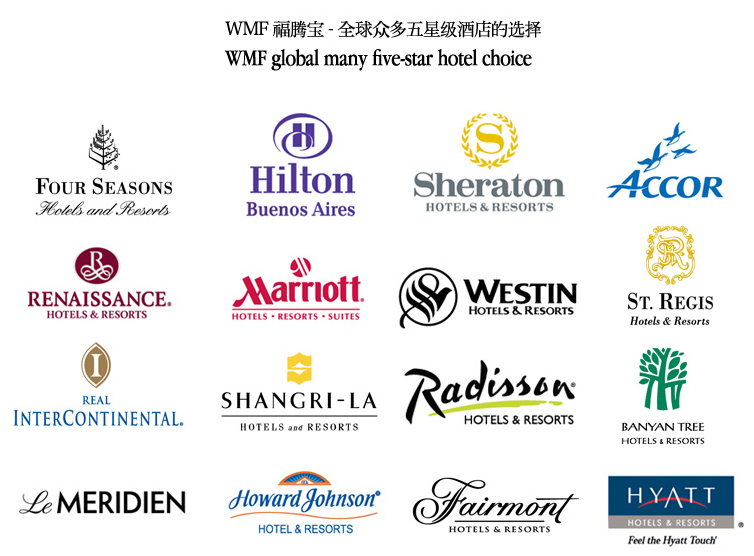 WMF 福腾宝 - 全球众多五星级酒店的选择
WMF global many five-star hotel choice
FOUR SEASONS
Hotels and Resorts
H
Hilton
Buenos Aires
S
Sheraton
HOTELS & RESORTS
ACCOR
R
RENAISSANCE®
HOTELS & RESORTS
Marriott®
HOTELS • RESORTS • SUITES
WESTIN
HOTELS & RESORTS
SR
ST. REGIS
Hotels & Resorts
I
REAL
INTERCONTINENTAL®
SHANGRI-LA
HOTELS and RESORTS
Radisson®
HOTELS & RESORTS
BANYAN TREE
HOTELS & RESORTS
Le MERIDIEN
Howard Johnson®
HOTEL & RESORTS
Fairmont
HOTELS & RESORTS
HYATT
HOTELS & RESORTS ®
Feel the Hyatt Touch®